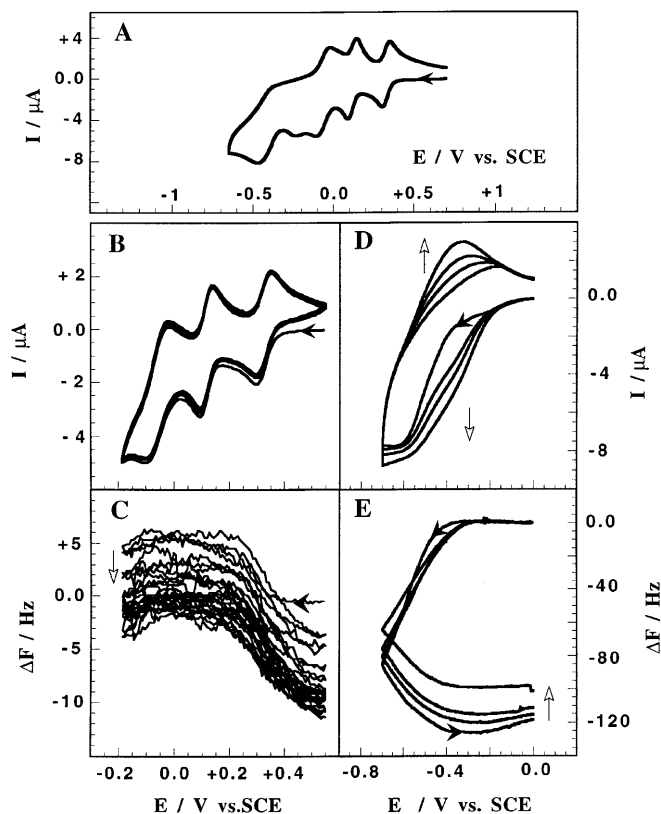 A
+4
0.0
-4
-8
I / μA
E / V vs. SCE
-1
-0.5
0.0
+0.5
+1
B
+2
0.0
-2
-4
I / μA
D
0.0
-4
-8
I / μA
C
+5
0.0
-5
-10
ΔF / Hz
E
0.0
-40
-80
-120
ΔF / Hz
-0.2
0.0
+0.2
+0.4
E / V vs.SCE
-0.8
-0.4
0.0
E / V vs. SCE